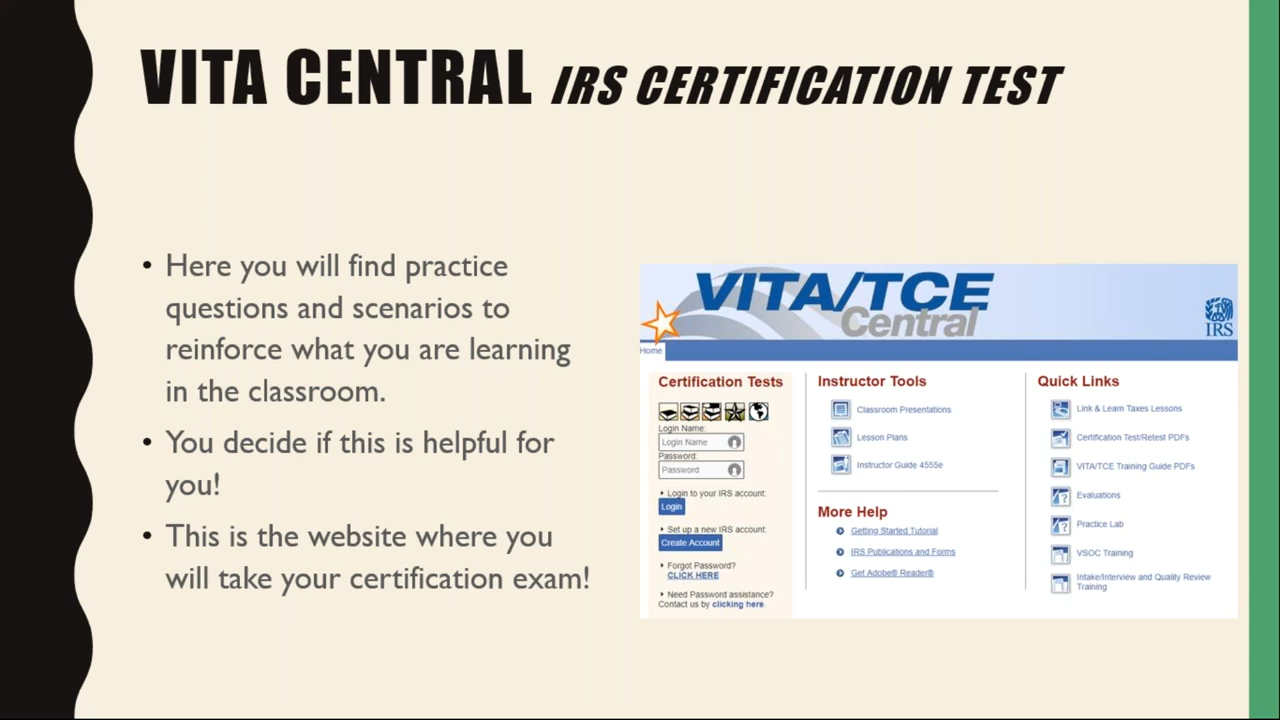 VITA CENTRAL IRS CERTIFICATION TEST
• Here you will find practice
questions and scenarios to
reinforce what you are learning
in the classroom.
• You decide if this is helpful for
you!
• This is the website where you
will take your certification exam!
VITA/TCE
Central
IRS
Home
Certification Tests
Login Name:
Login Name
Password:
Password
Login to your IRS account:
Login
Set up a new IRS account:
Create Account
Forgot Password?
CLICK HERE
Need Password assistance?
Contact us by clicking here.
Instructor Tools
Classroom Presentations
Lesson Plans
Instructor Guide 4555e
More Help
Getting Started Tutorial
IRS Publications and Forms
Get Adobe® Reader®
Quick Links
Link & Learn Taxes Lessons
Certification Test/Retest PDFs
VITA/TCE Training Guide PDFs
Evaluations
Practice Lab
VSOC Training
Intake/Interview and Quality Review
Training